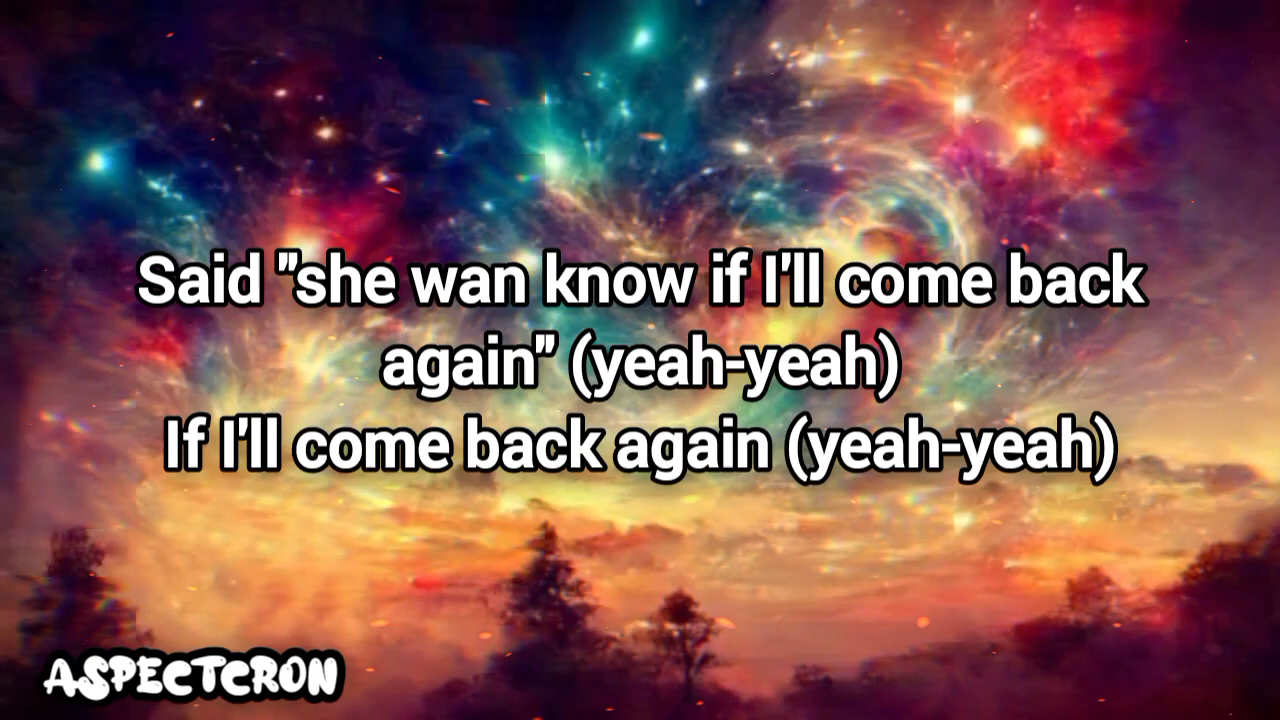 Said "she wan know if I'll come back
again" (yeah-yeah)
If I'll come back again (yeah-yeah)
ASPECTCRON